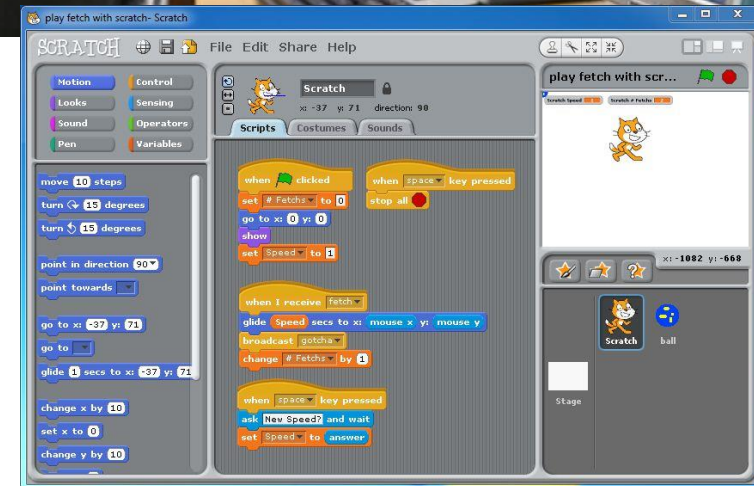 play fetch with scratch- Scratch
SCRATCH File Edit Share Help
Motion Control
Looks Sensing
Sound Operators
Pen Variables
move 10 steps
turn 15 degrees
turn 15 degrees
point in direction 90
point towards
go to x: -37 y: 71
go to
glide 1 secs to x: -37 y: 71
change x by 10
set x to 0
change y by 10
Scratch
x: -37 y: 71 direction: 90
Scripts Costumes Sounds
when clicked
set # Fetchs to 0
go to x: 0 y: 0
show
set Speed to 1
when space key pressed
stop all
when I receive fetch
glide Speed secs to x: mouse x y: mouse y
broadcast gotcha
change # Fetchs by 1
when space key pressed
ask New Speed? and wait
set Speed to answer
play fetch with scr...
Scratch Speed
Scratch # Fetchs
x: -1082 y: -668
Scratch
ball
Stage